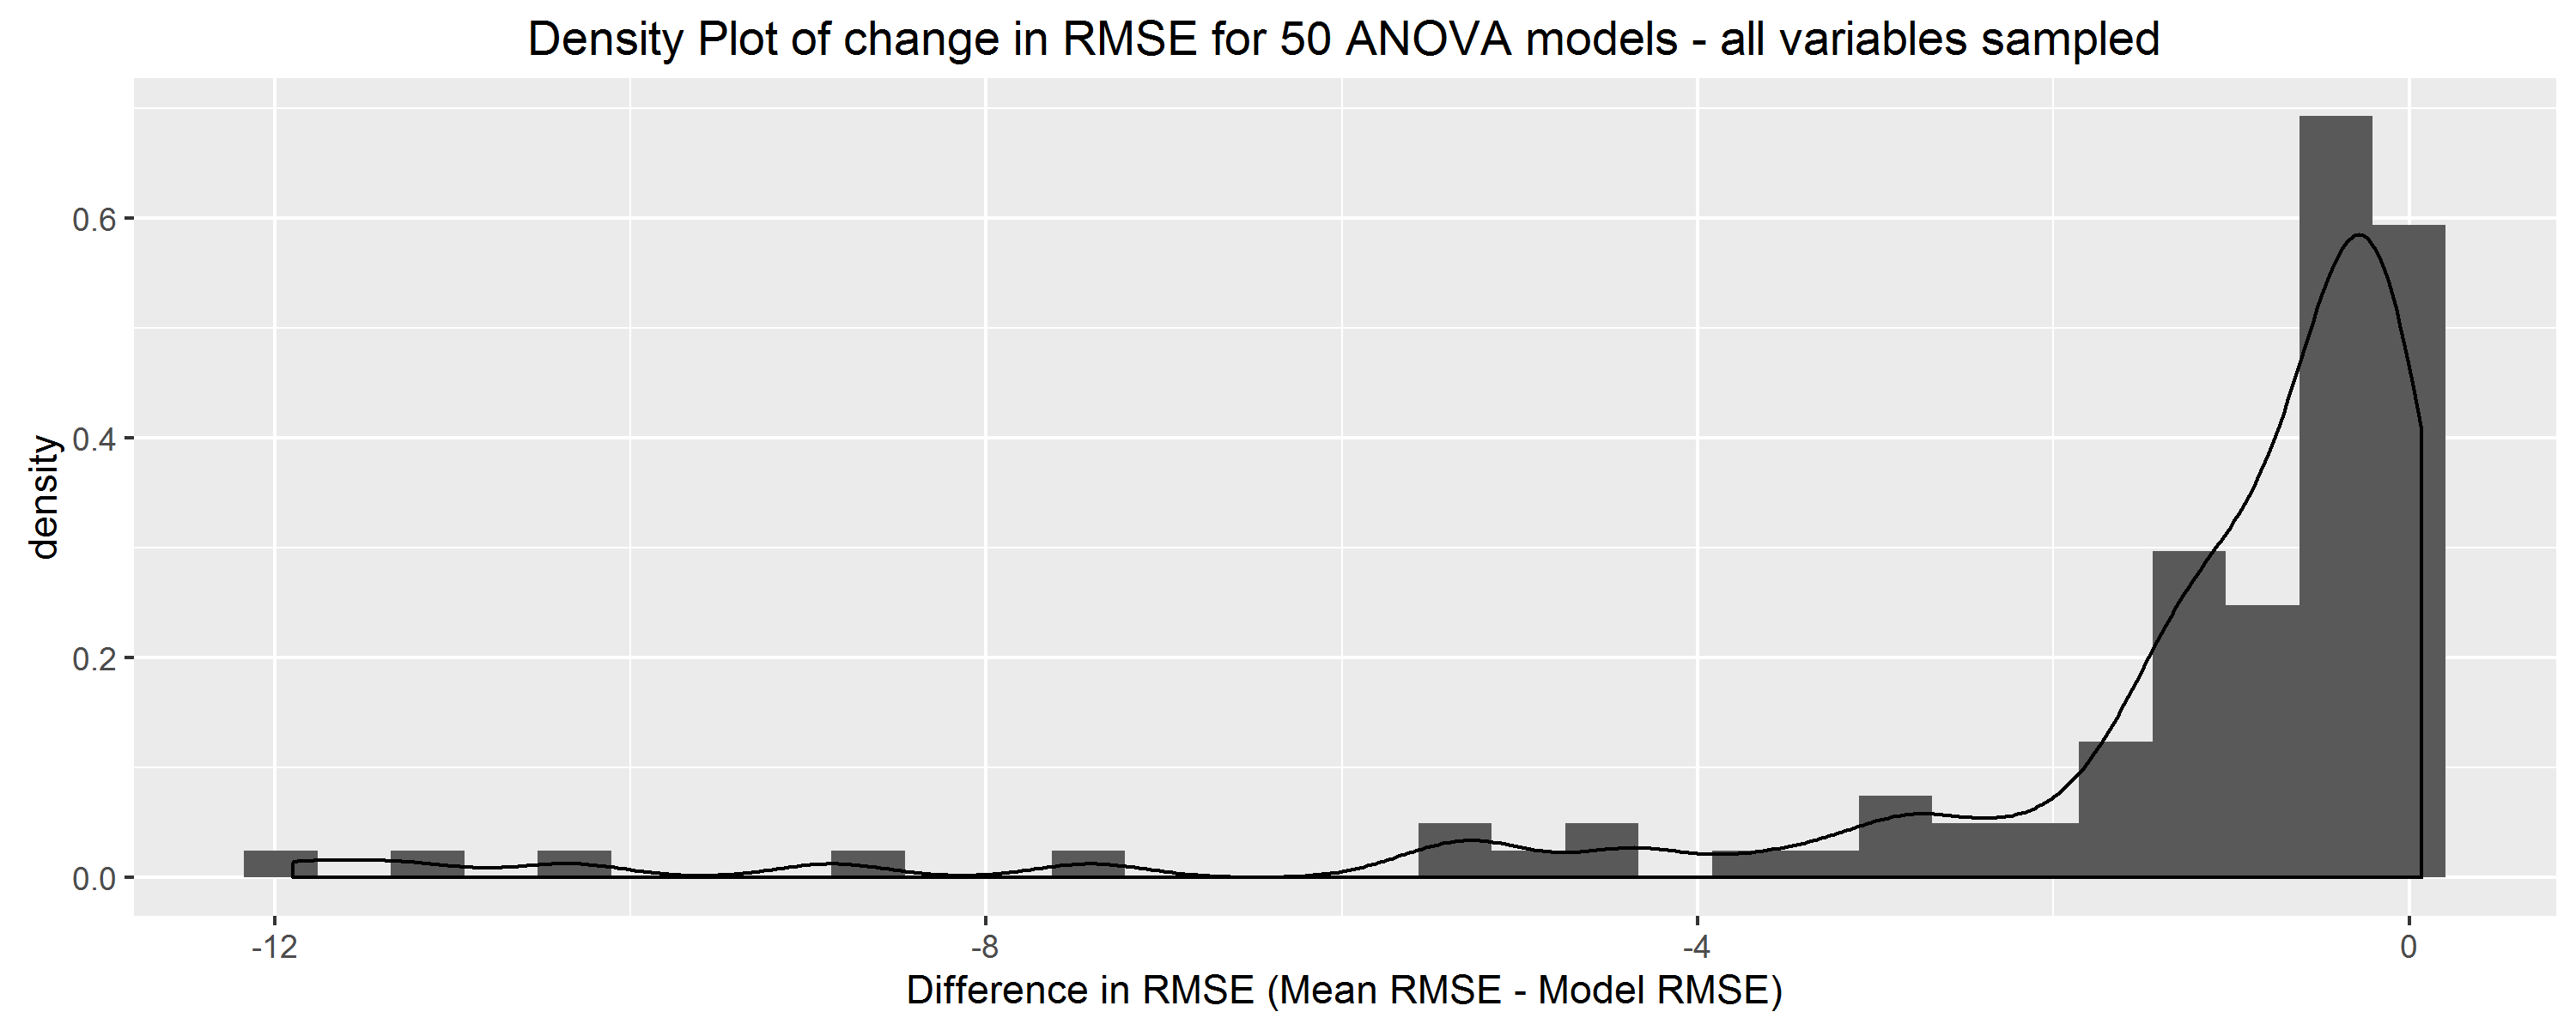 Density Plot of change in RMSE for 50 ANOVA models - all variables sampled
density
0.6
0.4
0.2
0.0
-12
-8
-4
0
Difference in RMSE (Mean RMSE - Model RMSE)